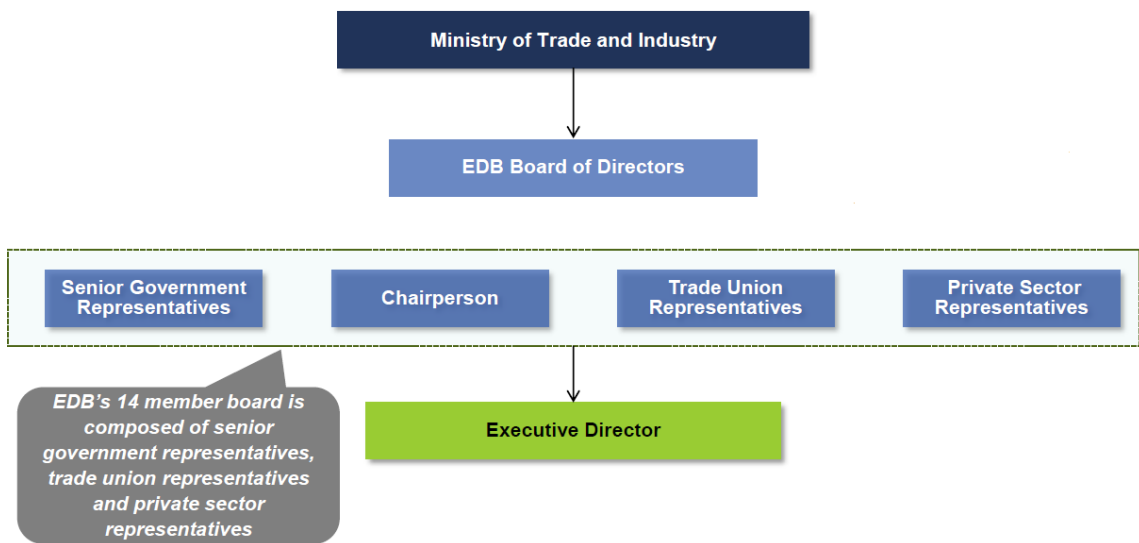 Ministry of Trade and Industry
EDB Board of Directors
Senior Government
Representatives
Chairperson
Trade Union
Representatives
Private Sector
Representatives
EDB's 14 member board is
composed of senior
government representatives,
trade union representatives
and private sector
representatives
Executive Director